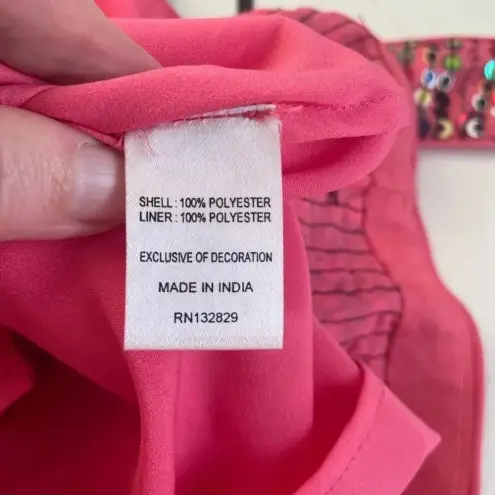 SHELL : 100% POLYESTER
LINER : 100% POLYESTER
EXCLUSIVE OF DECORATION
MADE IN INDIA
RN132829